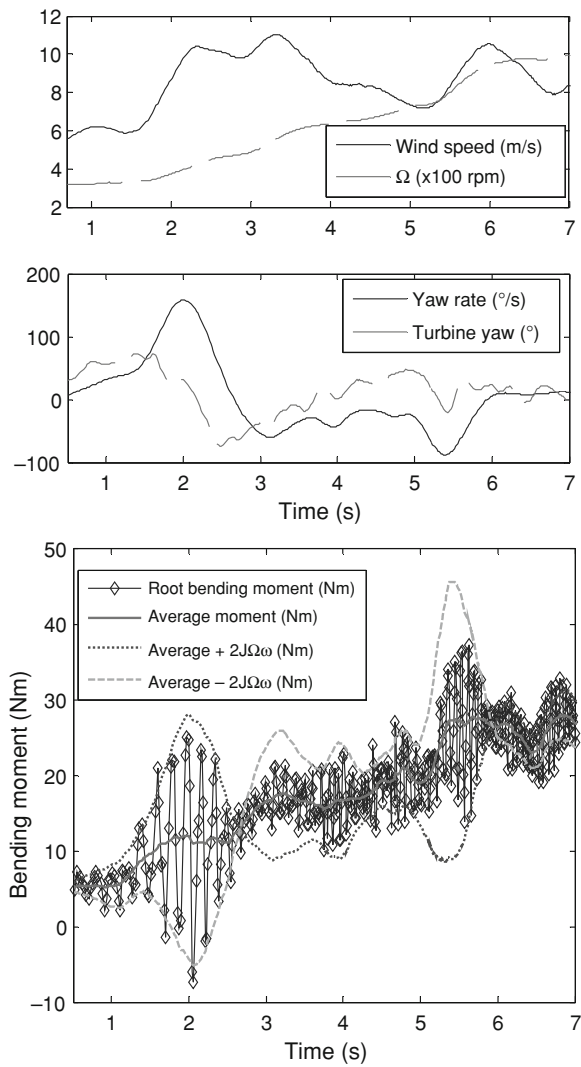 12
10
8
6
4
2
Wind speed (m/s)
Ω (x100 rpm)
1 2 3 4 5 6 7
200
100
0
−100
Yaw rate (°/s)
Turbine yaw (°)
1 2 3 4 5 6 7
Time (s)
50
40
30
20
10
0
−10
Bending moment (Nm)
Root bending moment (Nm)
Average moment (Nm)
Average + 2JΩω (Nm)
Average − 2JΩω (Nm)
1 2 3 4 5 6 7
Time (s)